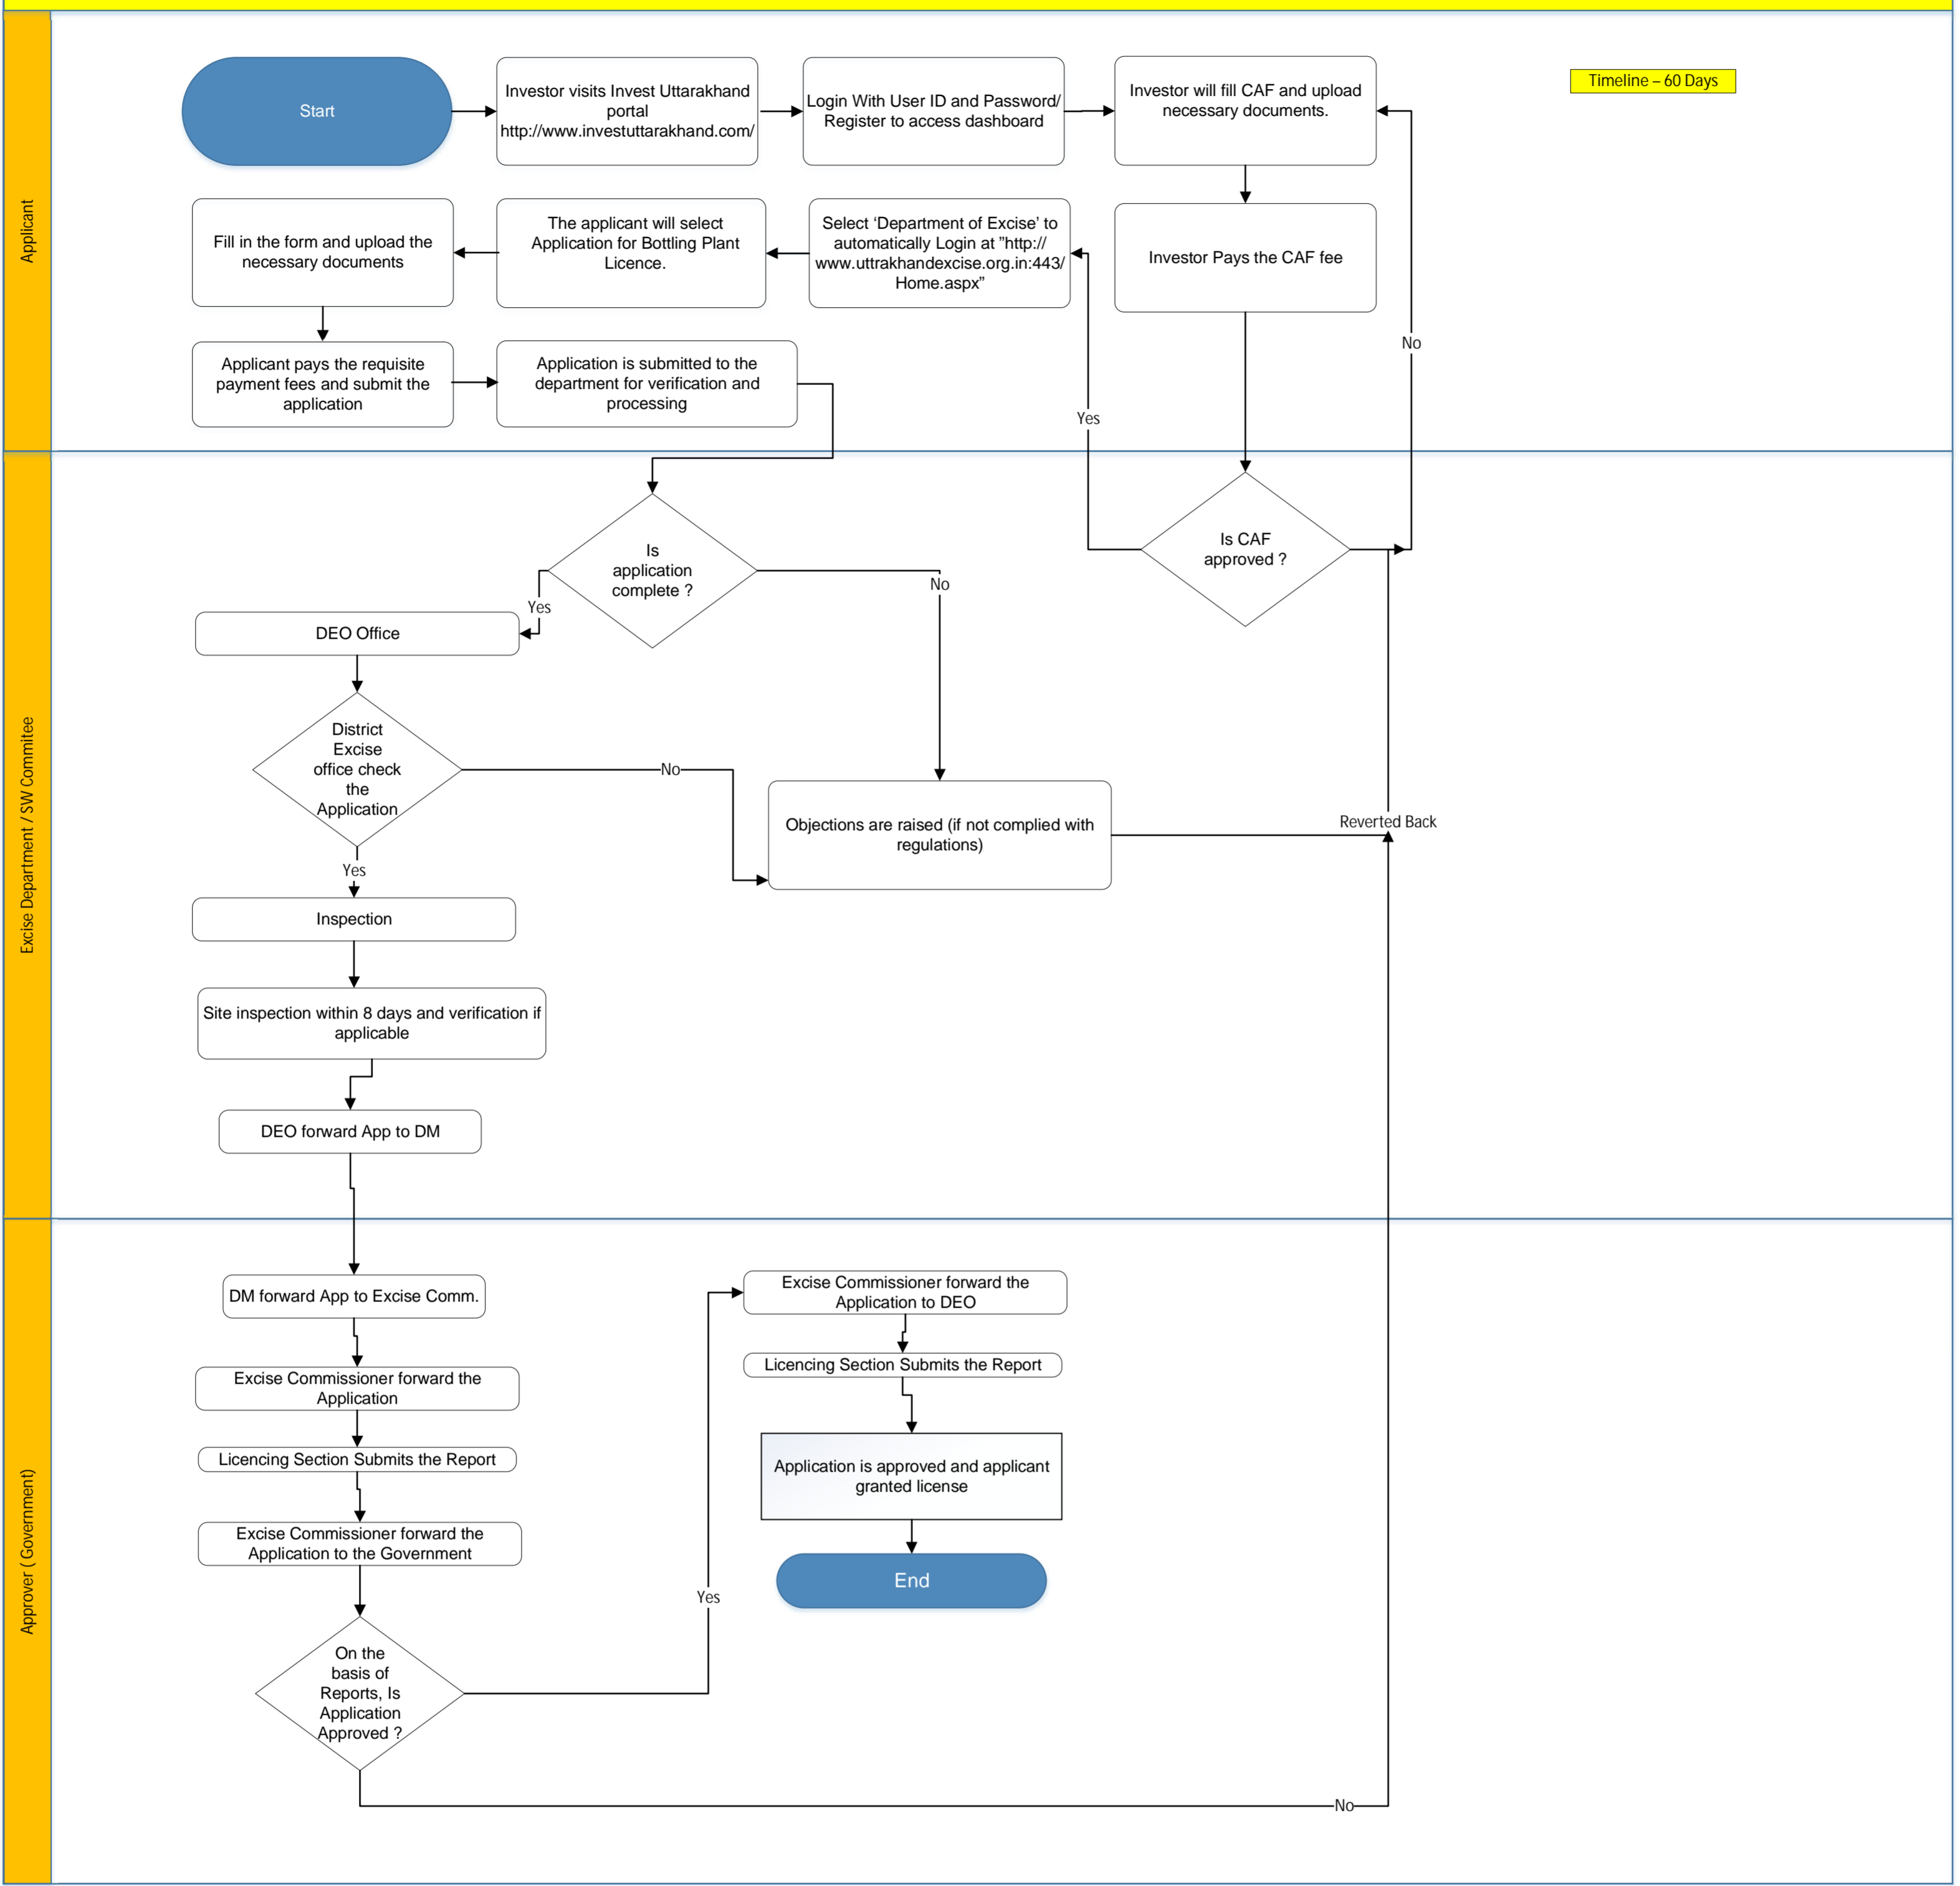 Applicant
Start
Investor visits Invest Uttarakhand
portal
http://www.investuttarakhand.com/
Login With User ID and Password/
Register to access dashboard
Investor will fill CAF and upload
necessary documents.
Timeline – 60 Days
Fill in the form and upload the
necessary documents
The applicant will select
Application for Bottling Plant
Licence.
Select ‘Department of Excise’ to
automatically Login at ”http://
www.uttrakhandexcise.org.in:443/
Home.aspx”
Investor Pays the CAF fee
No
Applicant pays the requisite
payment fees and submit the
application
Application is submitted to the
department for verification and
processing
Yes
Excise Department / SW Commitee
Is
application
complete ?
Is CAF
approved ?
No
Yes
DEO Office
District
Excise
office check
the
Application
No
Objections are raised (if not complied with
regulations)
Reverted Back
Yes
Inspection
Site inspection within 8 days and verification if
applicable
DEO forward App to DM
Approver ( Government)
DM forward App to Excise Comm.
Excise Commissioner forward the
Application
Licencing Section Submits the Report
Excise Commissioner forward the
Application to the Government
On the
basis of
Reports, Is
Application
Approved ?
Yes
Excise Commissioner forward the
Application to DEO
Licencing Section Submits the Report
Application is approved and applicant
granted license
End
No